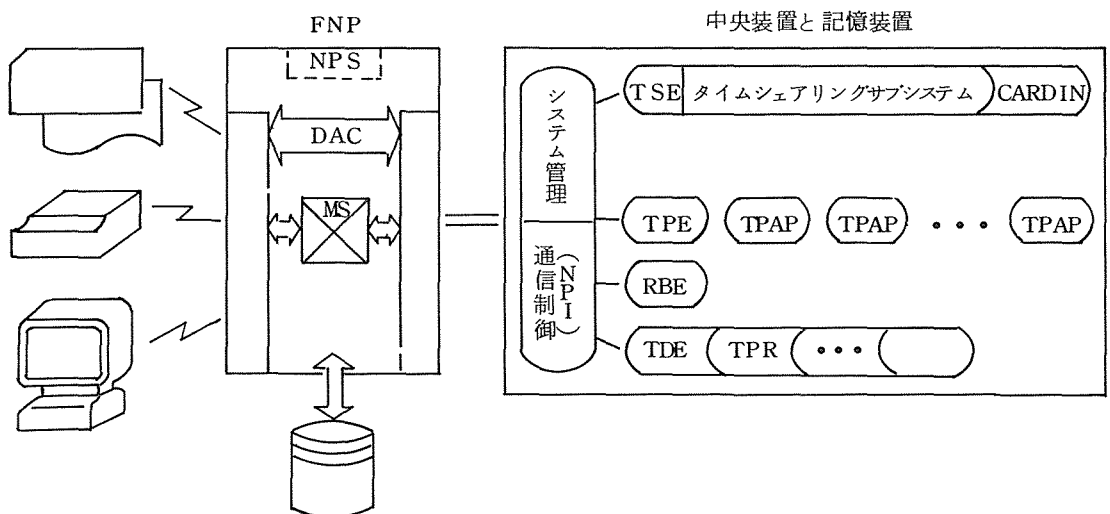 FNP
NPS
DAC
MS
中央装置と記憶装置
システム管理
通信制御
(NPI)
TSE タイムシェアリングサブシステム CARDIN
TPE TPAP TPAP ・・・ TPAP
RBE
TDE TPR ・・・